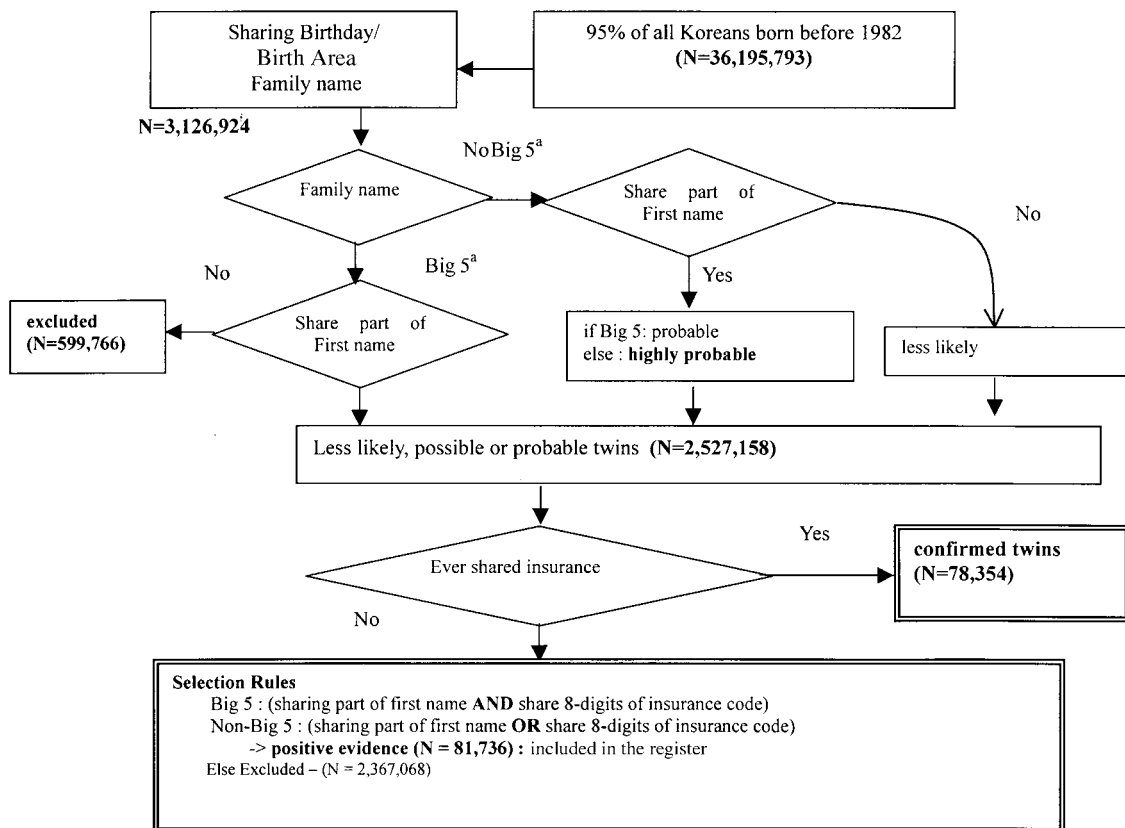 Sharing Birthday/
Birth Area
Family name
95% of all Koreans born before 1982
(N=36,195,793)
N=3,126,924
No Big 5a
Family name
Share part of
First name
No
Big 5a
No
Yes
excluded
(N=599,766)
Share part of
First name
if Big 5: probable
else : highly probable
less likely
Less likely, possible or probable twins (N=2,527,158)
Yes
Ever shared insurance
confirmed twins
(N=78,354)
No
Selection Rules
Big 5 : (sharing part of first name AND share 8-digits of insurance code)
Non-Big 5 : (sharing part of first name OR share 8-digits of insurance code)
-> positive evidence (N = 81,736) : included in the register
Else Excluded – (N = 2,367,068)